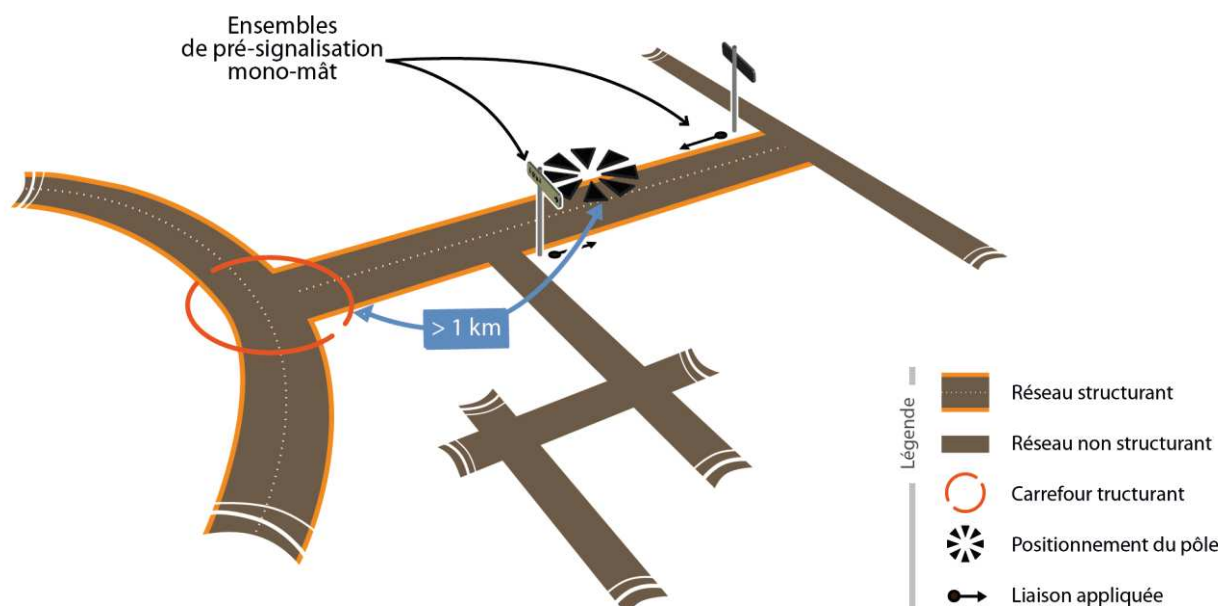 Ensembles
de pré-signalisation
mono-mât
> 1 km
Légende
Réseau structurant
Réseau non structurant
Carrefour tructurant
Positionnement du pôle
Liaison appliquée